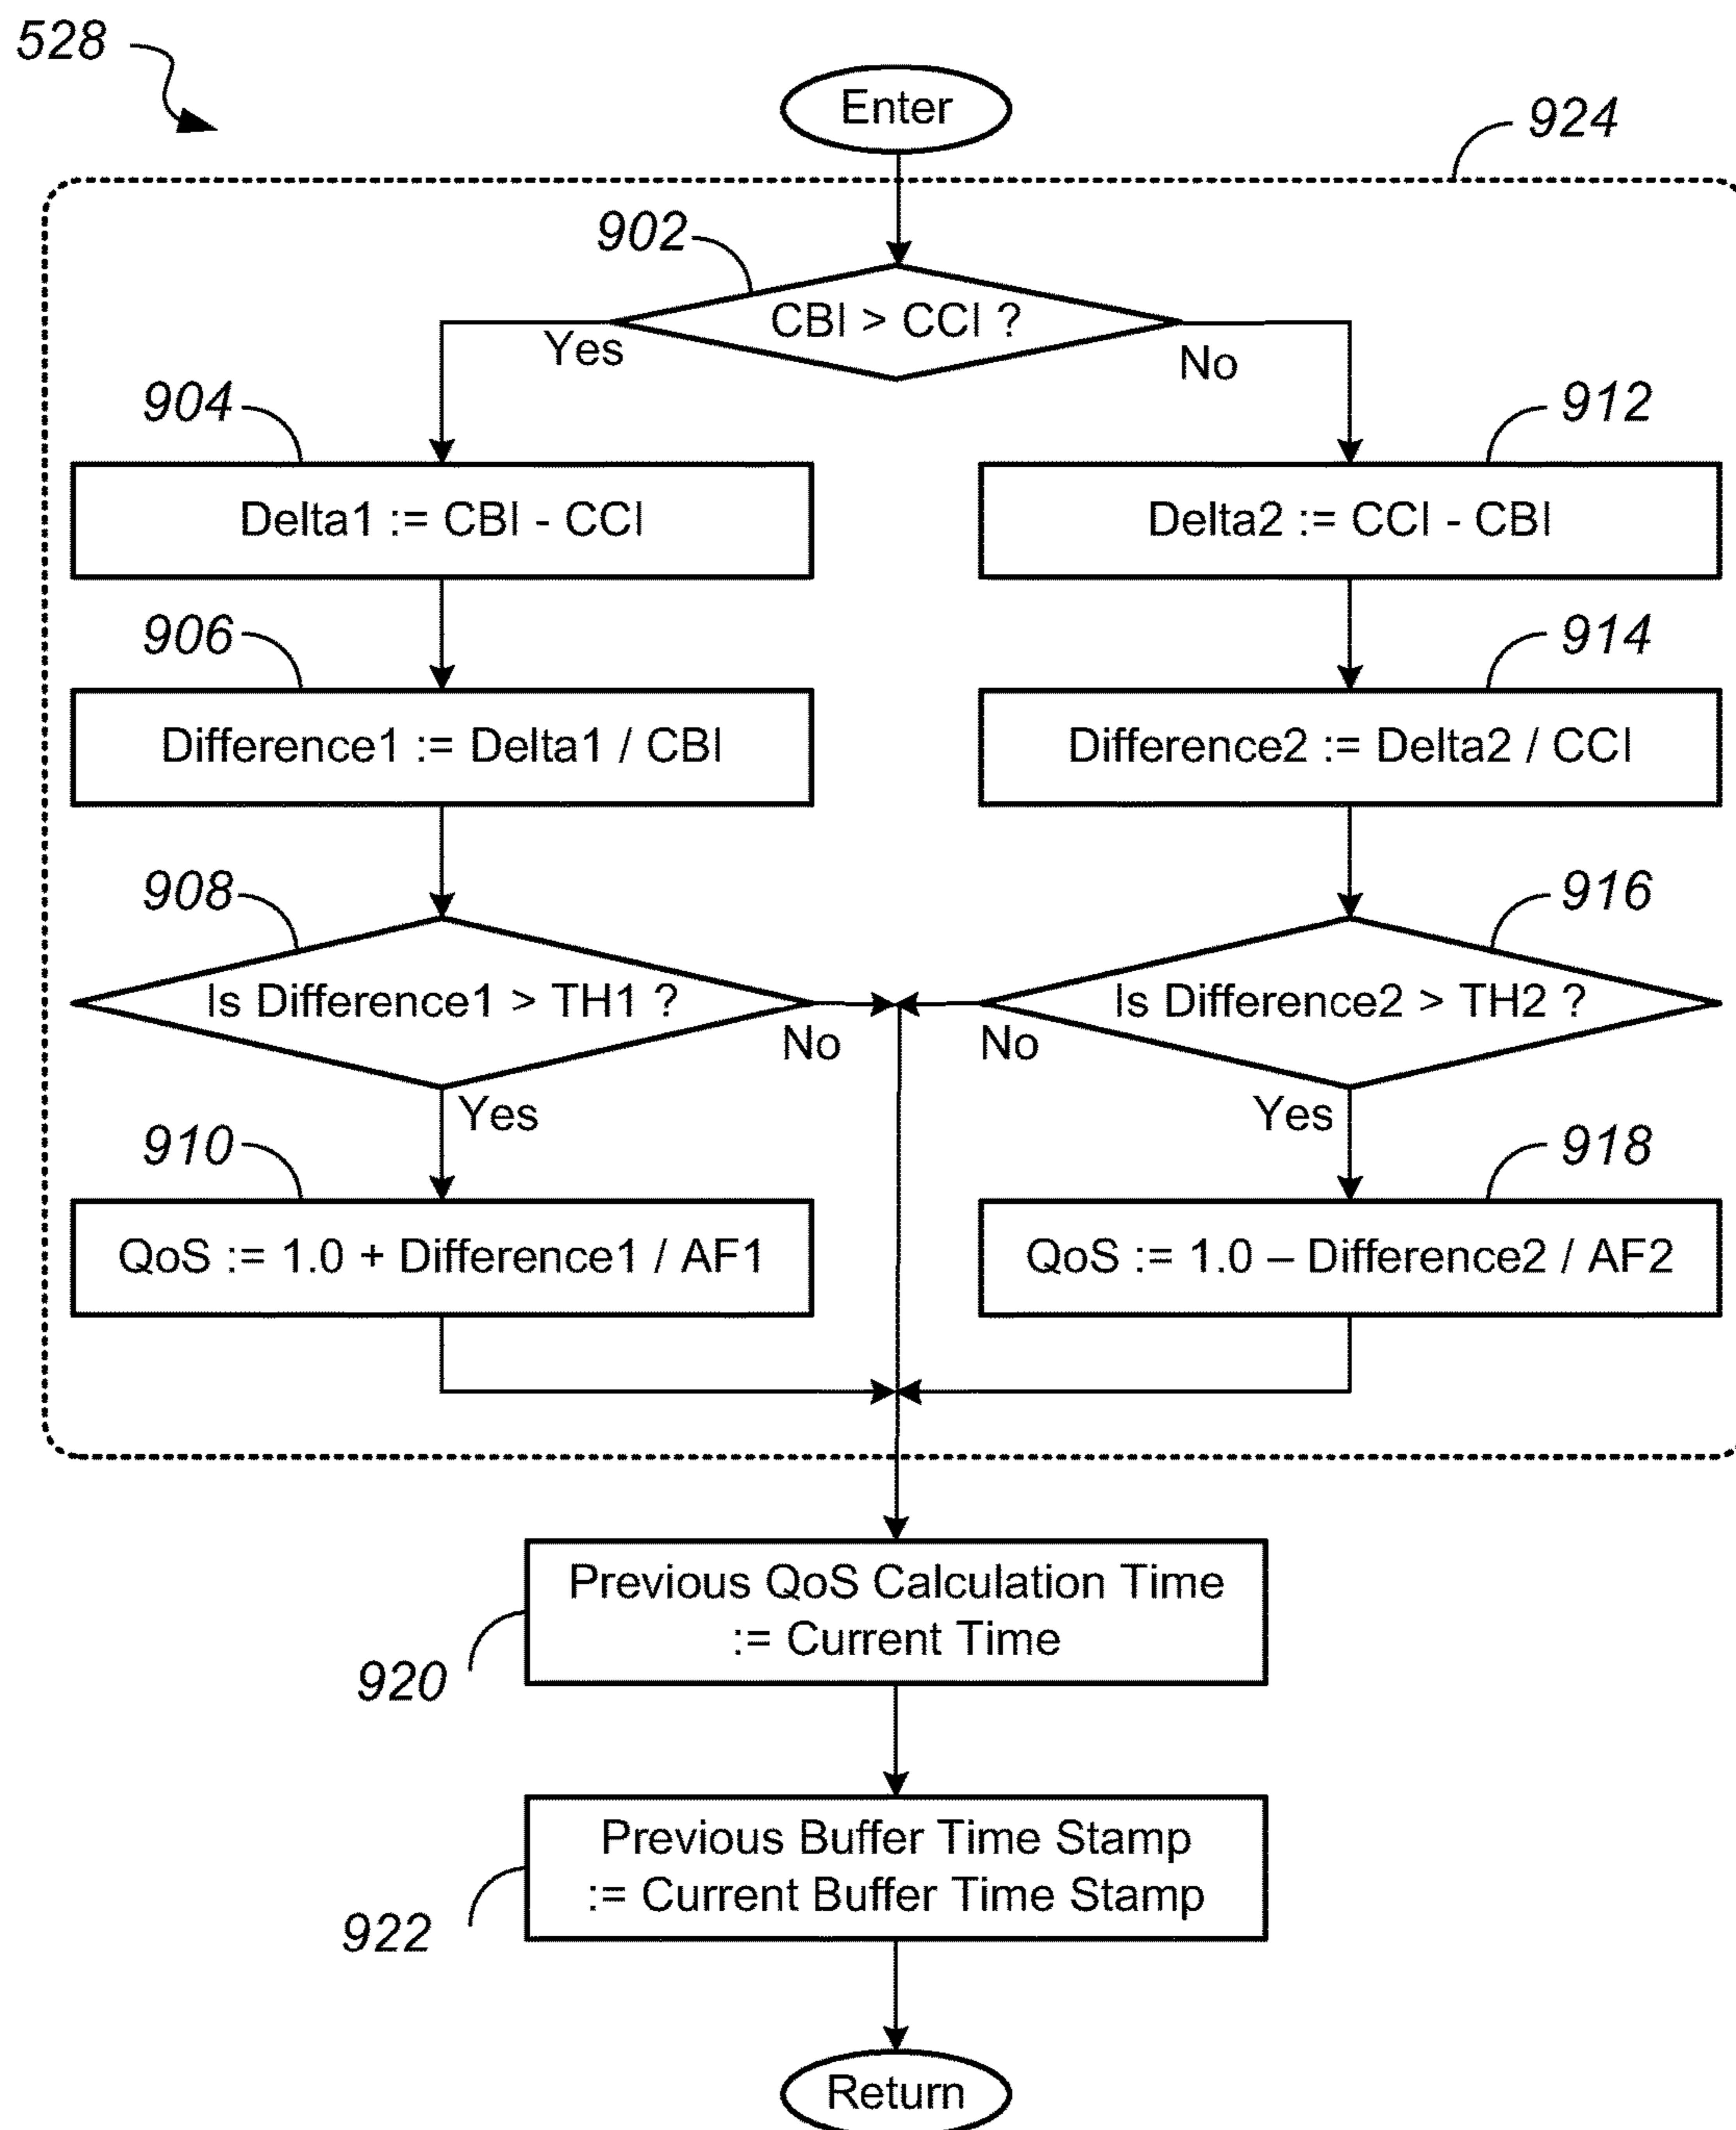 528
Enter
924
902
CBI > CCI ?
Yes
No
904
912
Delta1 := CBI - CCI
Delta2 := CCI - CBI
906
914
Difference1 := Delta1 / CBI
Difference2 := Delta2 / CCI
908
916
Is Difference1 > TH1 ?
Is Difference2 > TH2 ?
No
No
Yes
Yes
910
918
QoS := 1.0 + Difference1 / AF1
QoS := 1.0 – Difference2 / AF2
Previous QoS Calculation Time
:= Current Time
920
Previous Buffer Time Stamp
:= Current Buffer Time Stamp
922
Return